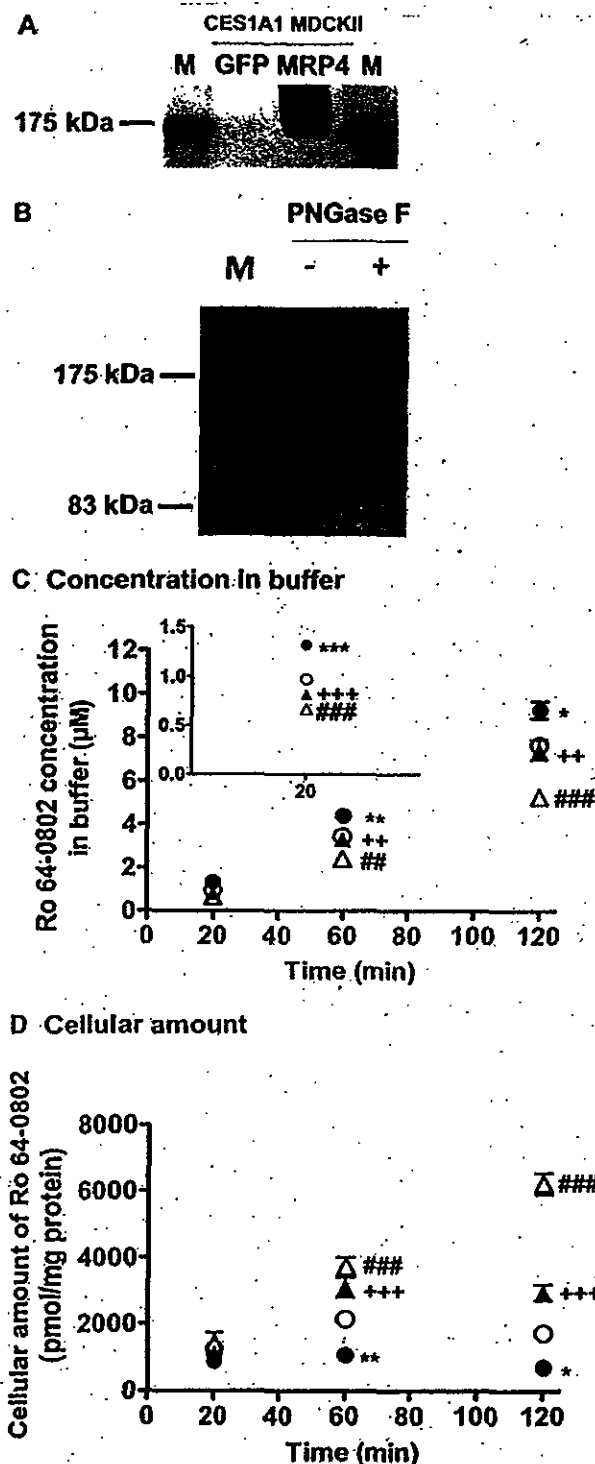 A
CES1A1 MDCKII
M GFP MRP4 M
175 kDa
B
PNGase F
M - +
175 kDa
83 kDa
C Concentration in buffer
Ro 64-0802 concentration
in buffer (µM)
12
10
8
6
4
2
0
1.5
1.0
0.5
0.0
***
+++
###
20
**
++
##
*
++
###
0 20 40 60 80 100 120
Time (min)
D Cellular amount
Cellular amount of Ro 64-0802
(pmol/mg protein)
8000
6000
4000
2000
0
###
+++
**
###
+++
*
0 20 40 60 80 100 120
Time (min)